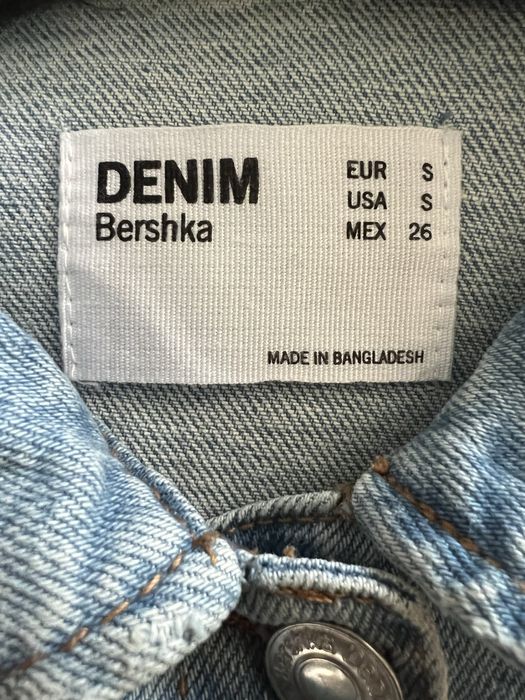 DENIM
Bershka
EUR S
USA S
MEX 26
MADE IN BANGLADESH